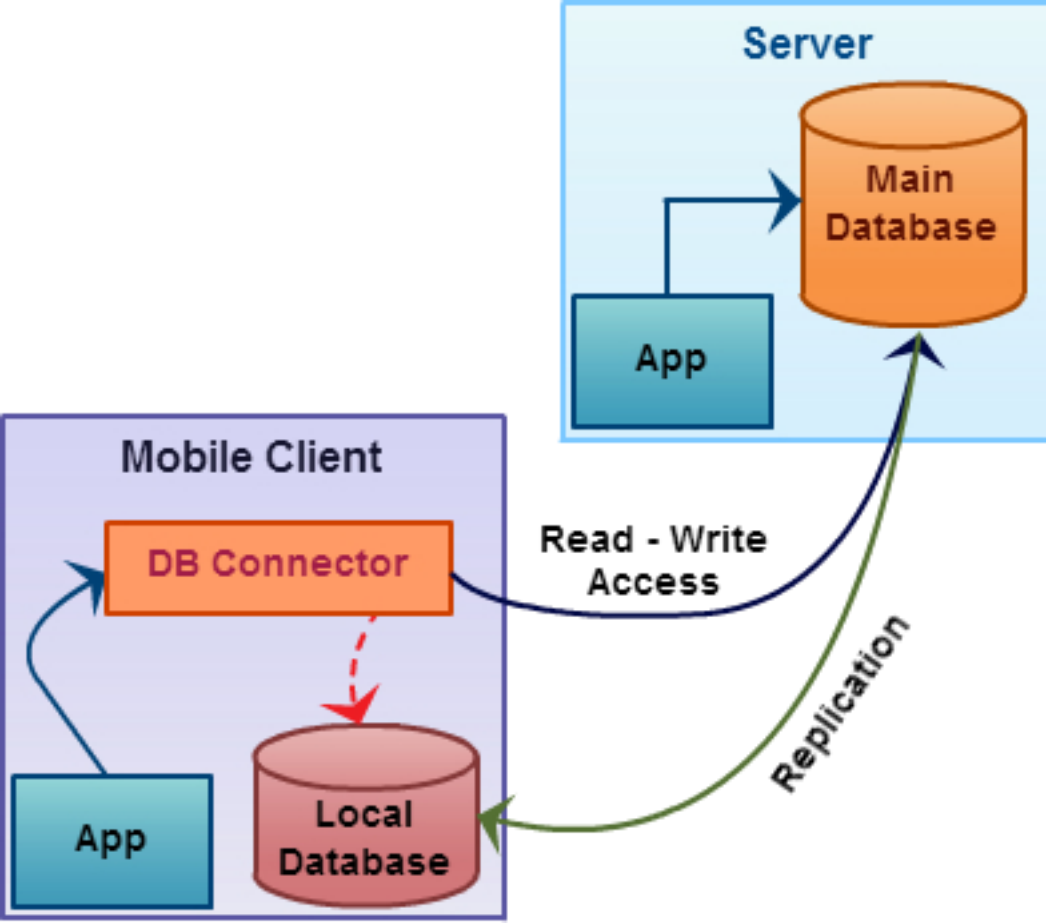 Server
Main
Database
App
Mobile Client
DB Connector
Read - Write
Access
Replication
App
Local
Database